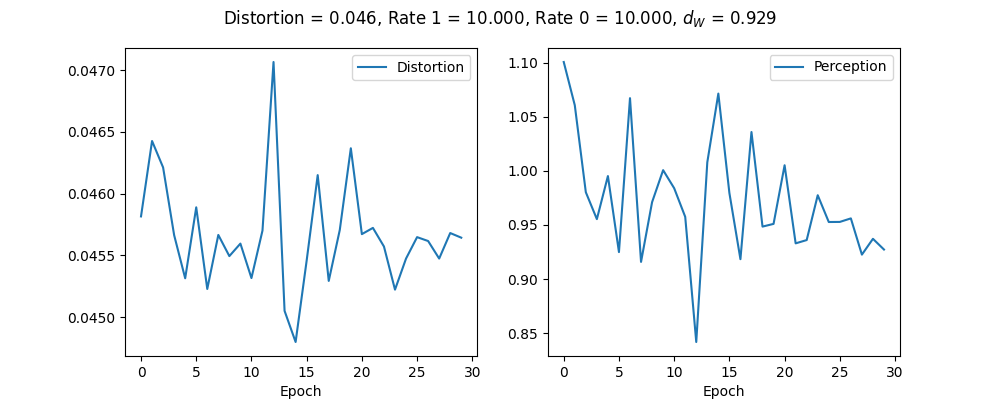 Distortion = 0.046, Rate 1 = 10.000, Rate 0 = 10.000, d_W = 0.929
0.0470
0.0465
0.0460
0.0455
0.0450
Distortion
0 5 10 15 20 25 30
Epoch
1.10
1.05
1.00
0.95
0.90
0.85
Perception
0 5 10 15 20 25 30
Epoch